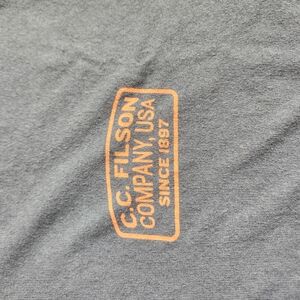 C.C. FILSON
COMPANY, USA
SINCE 1897